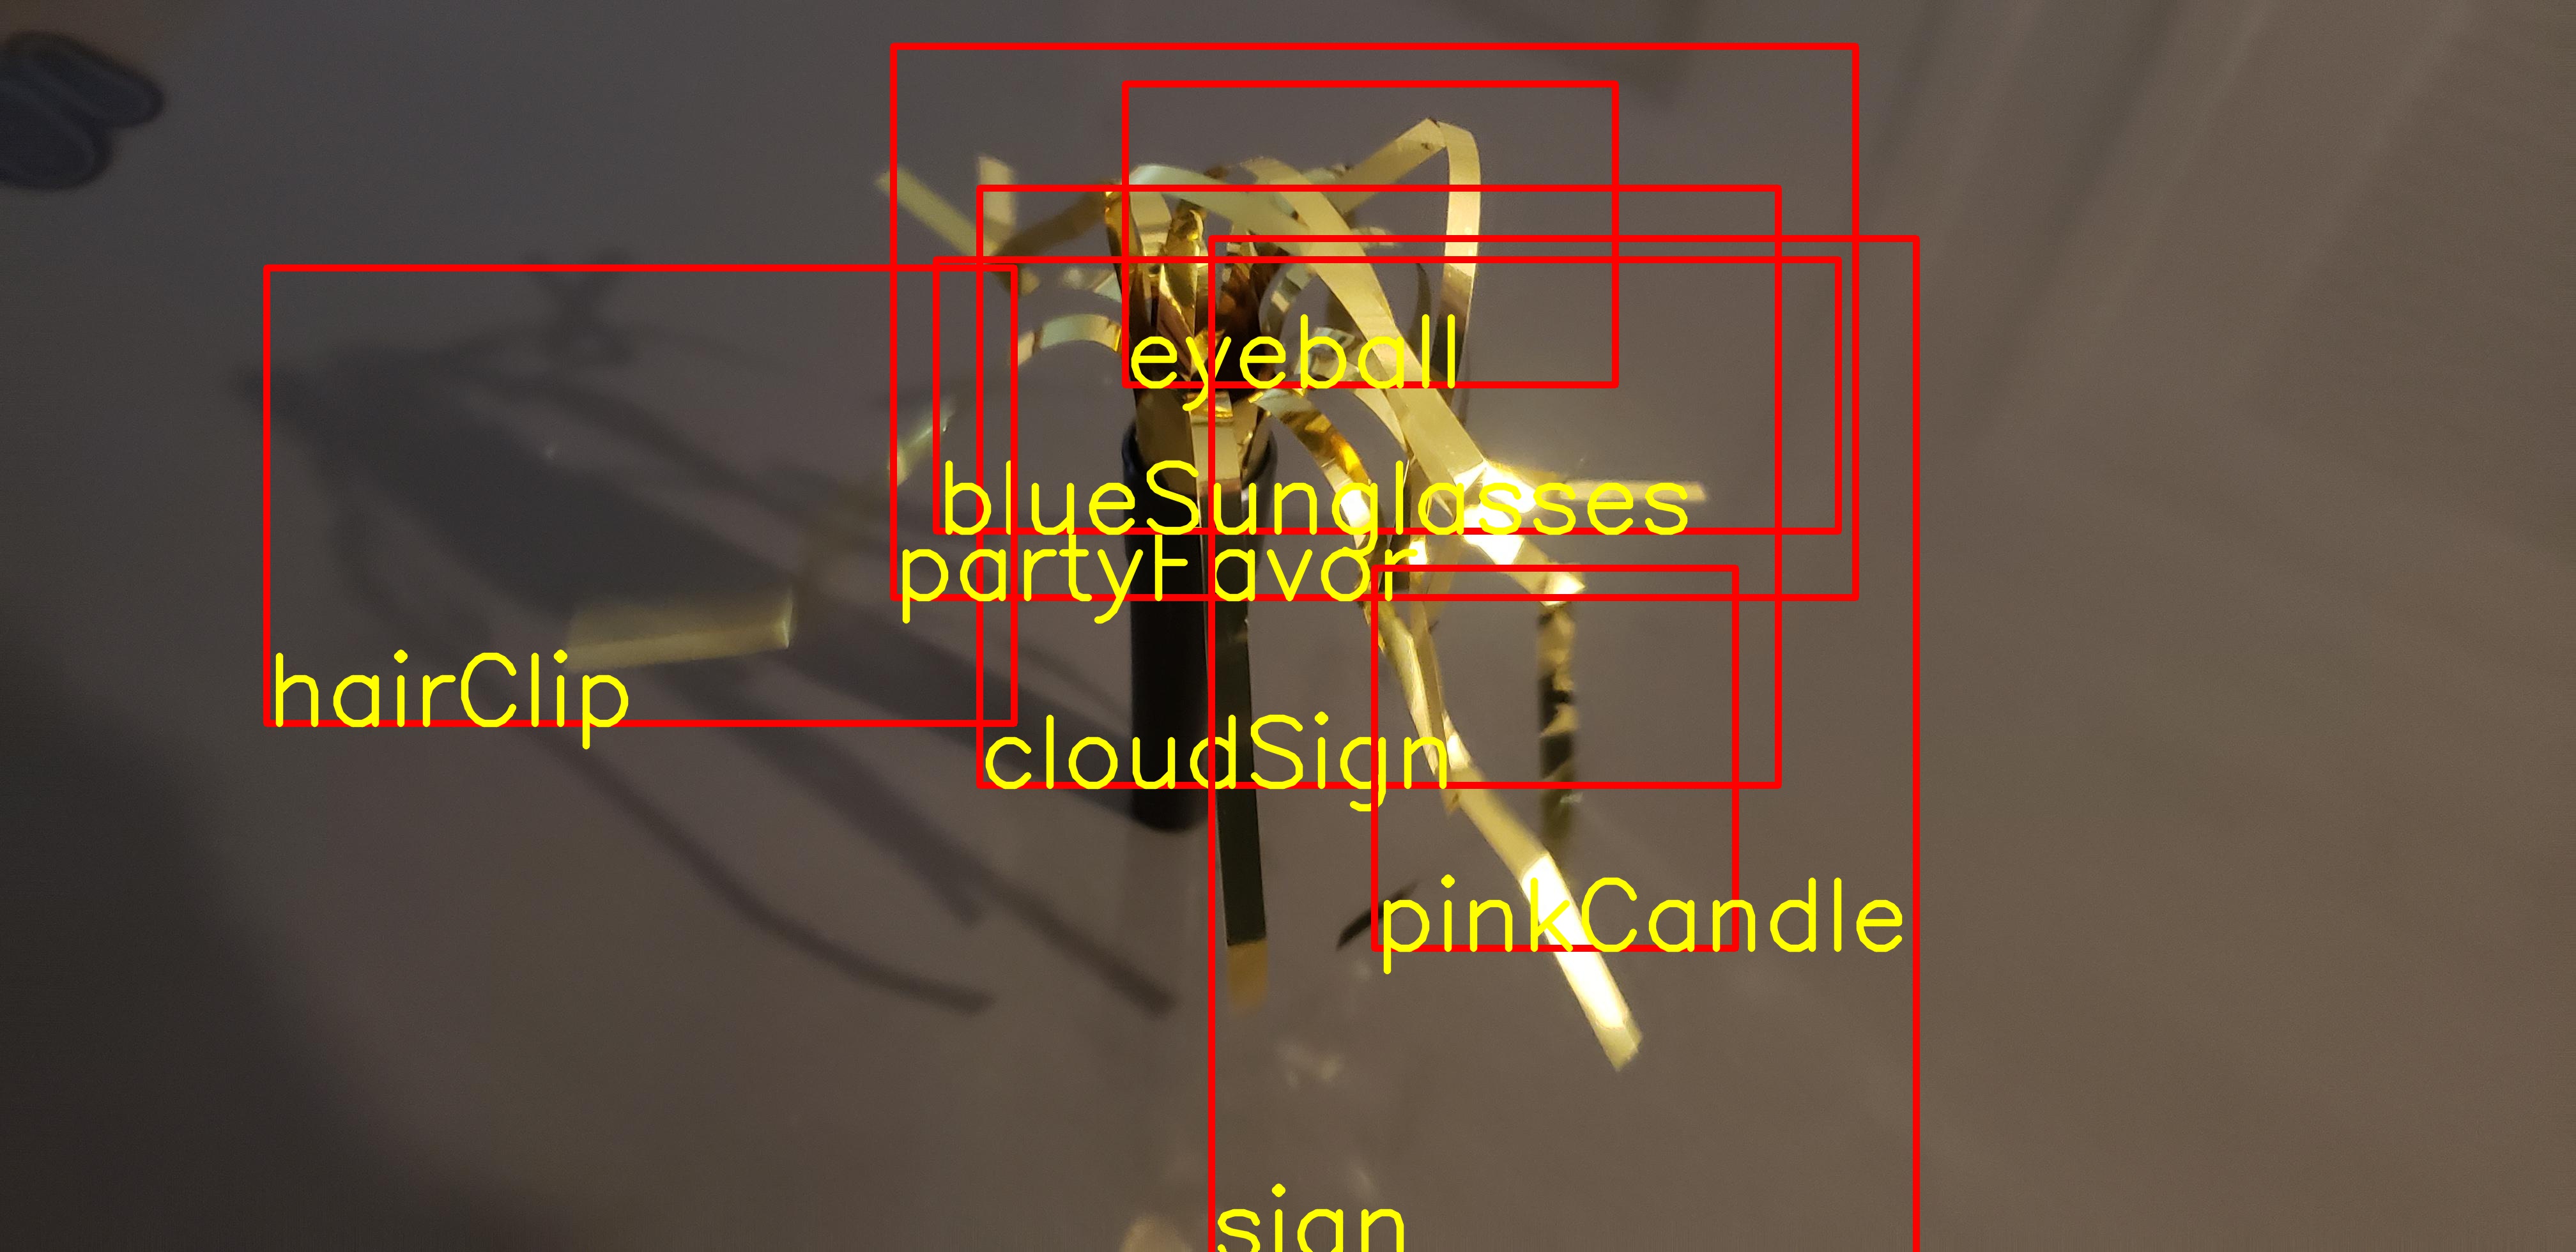 eyeball
blueSunglasses
partyFavor
hairClip
cloudSign
pinkCandle
sign